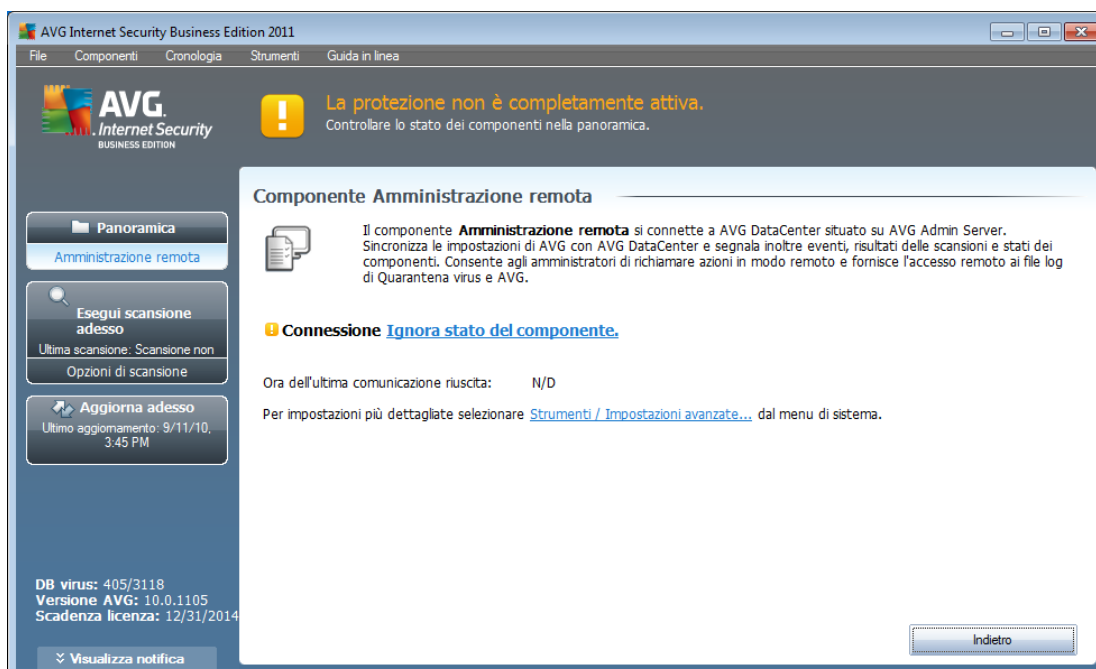 AVG Internet Security Business Edition 2011
File Componenti Cronologia Strumenti Guida in linea
AVG.
Internet Security
BUSINESS EDITION
La protezione non è completamente attiva.
Controllare lo stato dei componenti nella panoramica.
Panoramica
Amministrazione remota
Esegui scansione
adesso
Ultima scansione: Scansione non
Opzioni di scansione
Aggiorna adesso
Ultimo aggiornamento: 9/11/10,
3:45 PM
DB virus: 405/3118
Versione AVG: 10.0.1105
Scadenza licenza: 12/31/2014
Visualizza notifica
Componente Amministrazione remota
Il componente Amministrazione remota si connette a AVG DataCenter situato su AVG Admin Server.
Sincronizza le impostazioni di AVG con AVG DataCenter e segnala inoltre eventi, risultati delle scansioni e stati dei
componenti. Consente agli amministratori di richiamare azioni in modo remoto e fornisce l'accesso remoto ai file log
di Quarantena virus e AVG.
Connessione Ignora stato del componente.
Ora dell'ultima comunicazione riuscita: N/D
Per impostazioni più dettagliate selezionare Strumenti / Impostazioni avanzate... dal menu di sistema.
Indietro